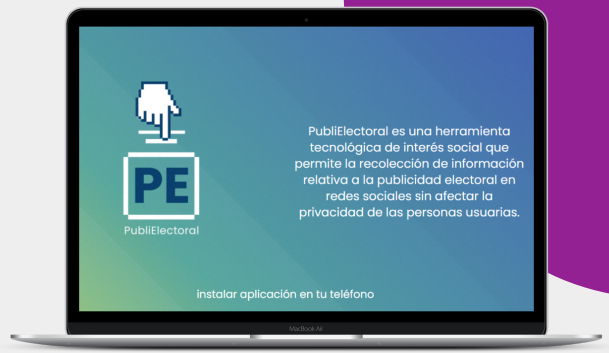 PubliElectoral es una herramienta
tecnológica de interés social que
permite la recolección de información
relativa a la publicidad electoral en
redes sociales sin afectar la
privacidad de las personas usuarias.
PE
PubliElectoral
instalar aplicación en tu teléfono
MacBook Air